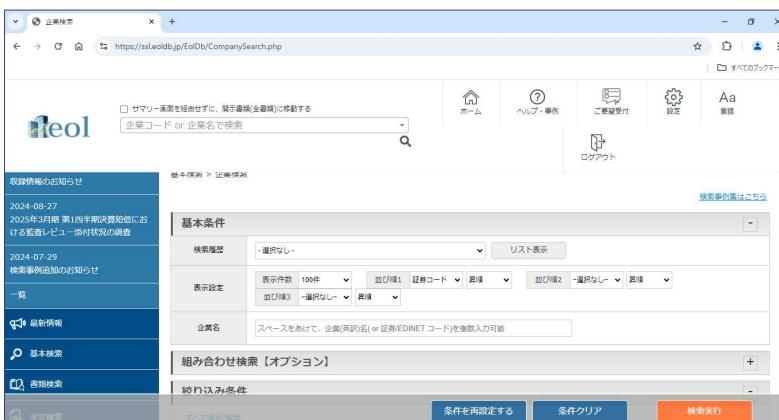 企業検索
https://ssl.eoldb.jp/EolDb/CompanySearch.php
すべてのブックマー
eol
サマリー画面を経由せずに、開示書類(全書類)に移動する
企業コード or 企業名で検索
ホーム
ヘルプ・事例
ご要望受付
設定
Aa
言語
ログアウト
収録情報のお知らせ
2024-08-27
2025年3月期 第1四半期決算短信にお
ける監査レビュー添付状況の調査
2024-07-29
検索事例追加のお知らせ
一覧
最新情報
基本検索
書類検索
全文検索
基本検索 > 企業検索
検索事例集はこちら
基本条件
検索履歴
- 選択なし -
リスト表示
表示設定
表示件数 100件 並び順1 証券コード 昇順 並び順2 -選択なし- 昇順
並び順3 -選択なし- 昇順
企業名
スペースをあけて、企業(英訳)名( or 証券/EDINET コード)を複数入力可能
組み合わせ検索【オプション】
絞り込み条件
すべて選択/解除
条件を再設定する
条件クリア
検索実行